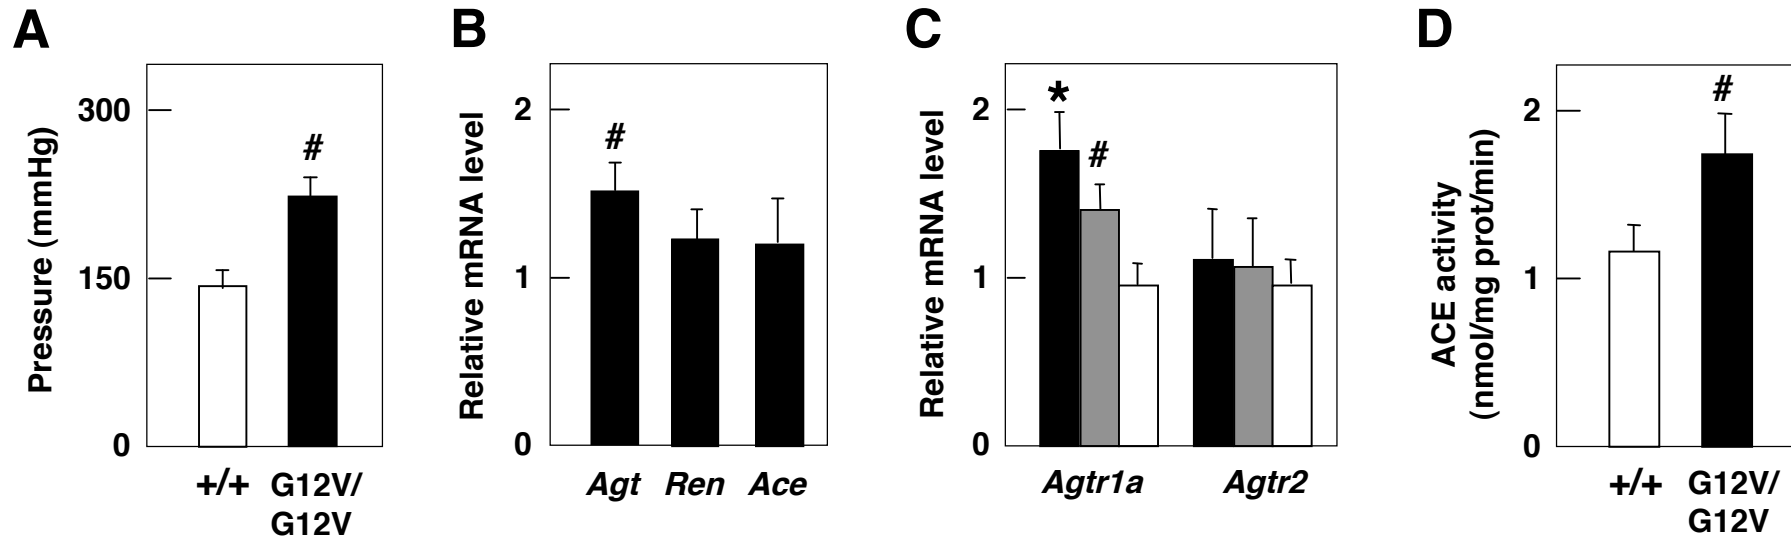 A
Pressure (mmHg)
300
150
0
#
+/+
G12V/
G12V
B
Relative mRNA level
2
1
0
#
Agt Ren Ace
C
Relative mRNA level
2
1
0
*
#
Agtr1a Agtr2
D
ACE activity
(nmol/mg prot/min)
2
1
0
#
+/+
G12V/
G12V